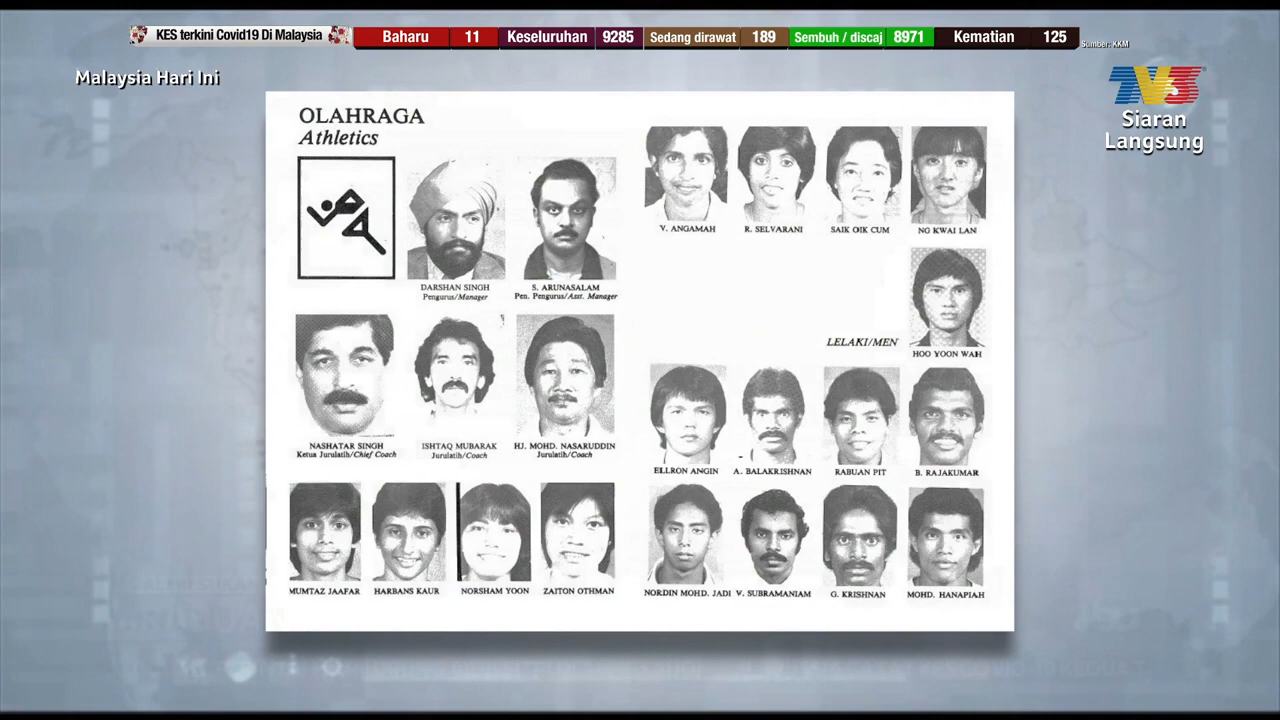 KES terkini Covid19 Di Malaysia Baharu 11 Keseluruhan 9285 Sedang dirawat 189 Sembuh / discaj 8971 Kematian 125
Sumber: KKM
Malaysia Hari Ini
TV3
Siaran
Langsung
OLAHRAGA
Athletics
DARSHAN SINGH
Pengurus/Manager
S. ARUNASALAM
Pen. Pengurus/Asst. Manager
NASHATAR SINGH
Ketua Jurulatih/Chief Coach
ISHTAQ MUBARAK
Jurulatih/Coach
HJ. MOHD. NASARUDDIN
Jurulatih/Coach
MUMTAZ JAAFAR
HARBANS KAUR
NORSHAM YOON
ZAITON OTHMAN
V. ANGAMAH
R. SELVARANI
SAIK OIK CUM
NG KWAI LAN
LELAKI/MEN
HOO YOON WAH
ELLRON ANGIN
A. BALAKRISHNAN
RABUAN PIT
B. RAJAKUMAR
NORDIN MOHD. JADI
V. SUBRAMANIAM
G. KRISHNAN
MOHD. HANAPIAH